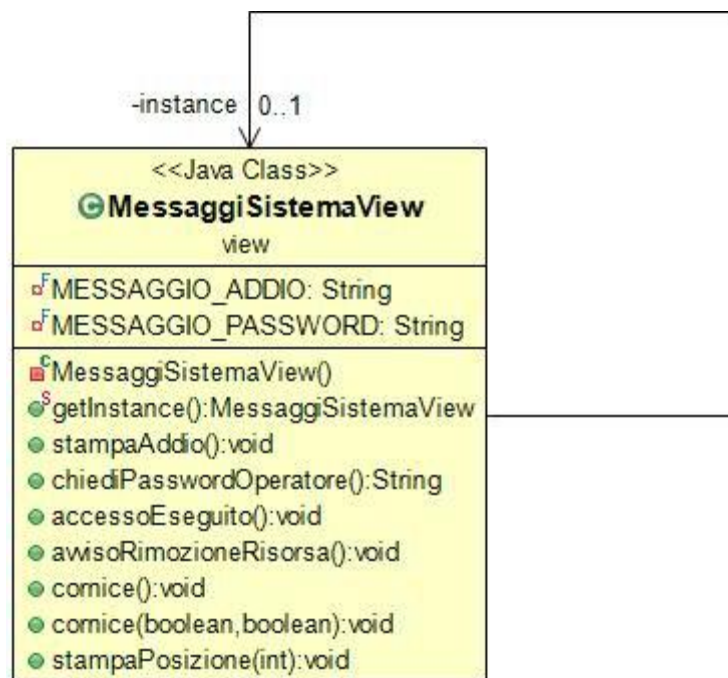 -instance 0..1
<<Java Class>>
C MessaggiSistemaView
view
F MESSAGGIO_ADDIO: String
F MESSAGGIO_PASSWORD: String
C MessaggiSistemaView()
S getInstance():MessaggiSistemaView
stampaAddio():void
chiediPasswordOperatore():String
accessoEseguito():void
avvisoRimozioneRisorsa():void
cornice():void
cornice(boolean,boolean):void
stampaPosizione(int):void